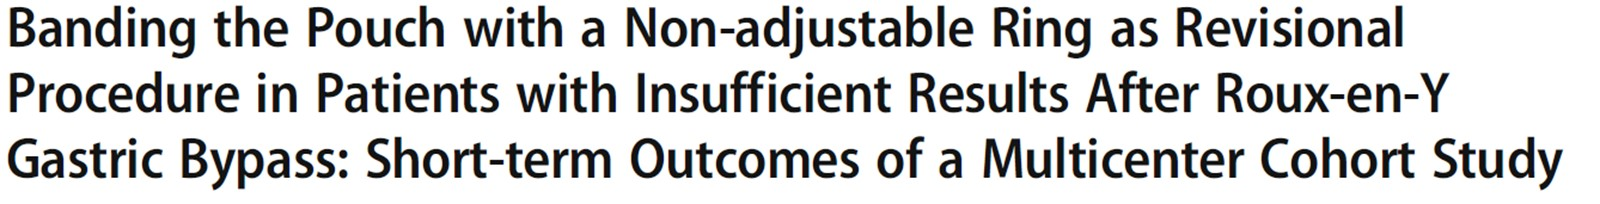 Banding the Pouch with a Non-adjustable Ring as Revisional
Procedure in Patients with Insufficient Results After Roux-en-Y
Gastric Bypass: Short-term Outcomes of a Multicenter Cohort Study